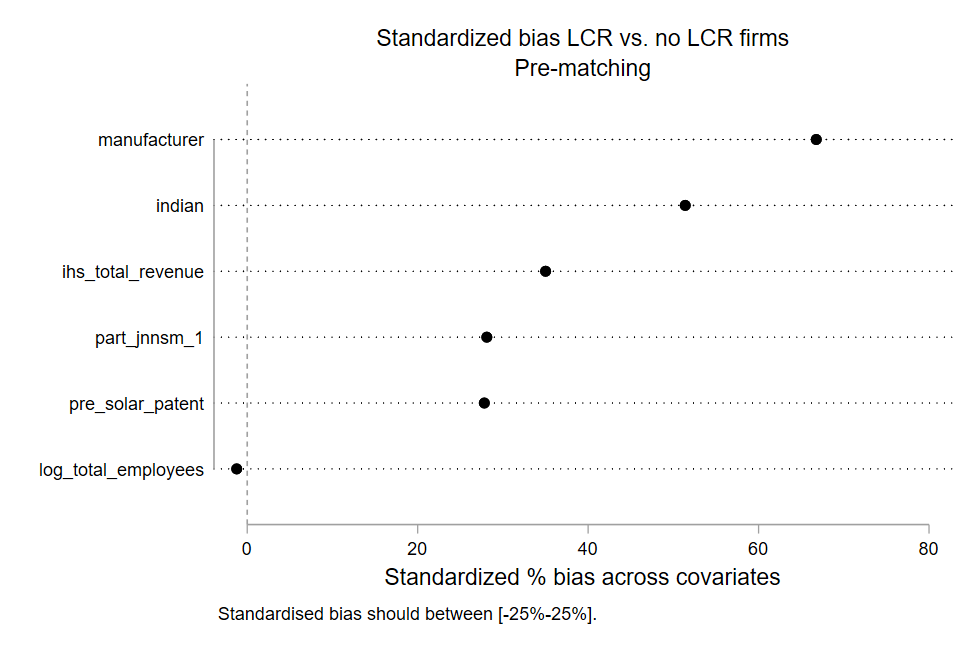 Standardized bias LCR vs. no LCR firms
Pre-matching
manufacturer
indian
ihs_total_revenue
part_jnnsm_1
pre_solar_patent
log_total_employees
0 20 40 60 80
Standardized % bias across covariates
Standardised bias should between [-25%-25%].